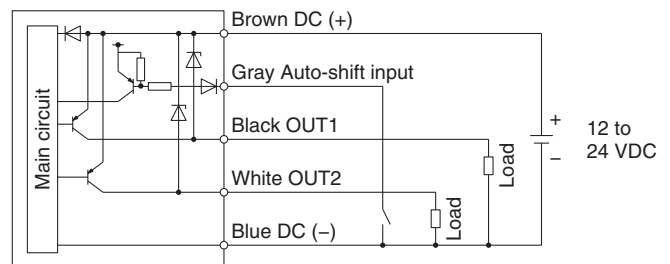 Brown DC (+)
Gray Auto-shift input
Main circuit
Black OUT1
+
12 to
24 VDC
−
Load
White OUT2
Load
Blue DC (−)